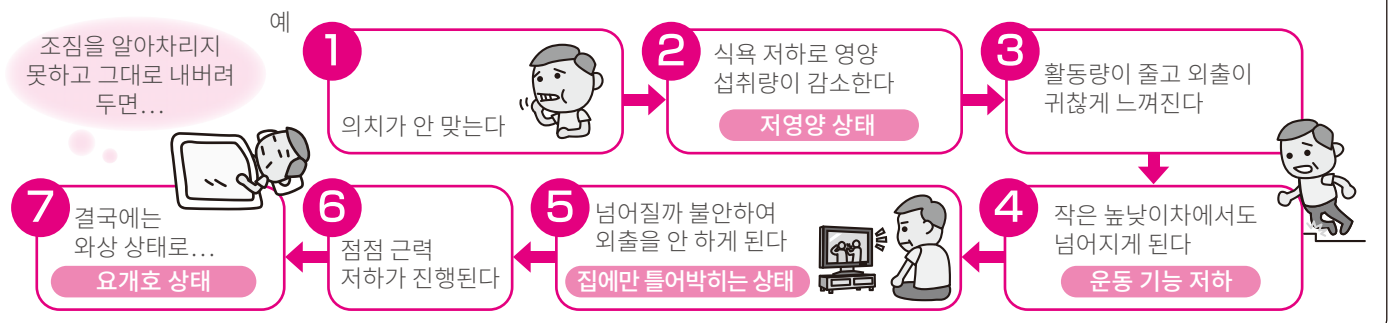 예
조짐을 알아차리지
못하고 그대로 내버려
두면…
1
의치가 안 맞는다
2
식욕 저하로 영양
섭취량이 감소한다
저영양 상태
3
활동량이 줄고 외출이
귀찮게 느껴진다
4
작은 높낮이차에서도
넘어지게 된다
운동 기능 저하
5
넘어질까 불안하여
외출을 안 하게 된다
집에만 틀어박히는 상태
6
점점 근력
저하가 진행된다
7
결국에는
와상 상태로…
요개호 상태